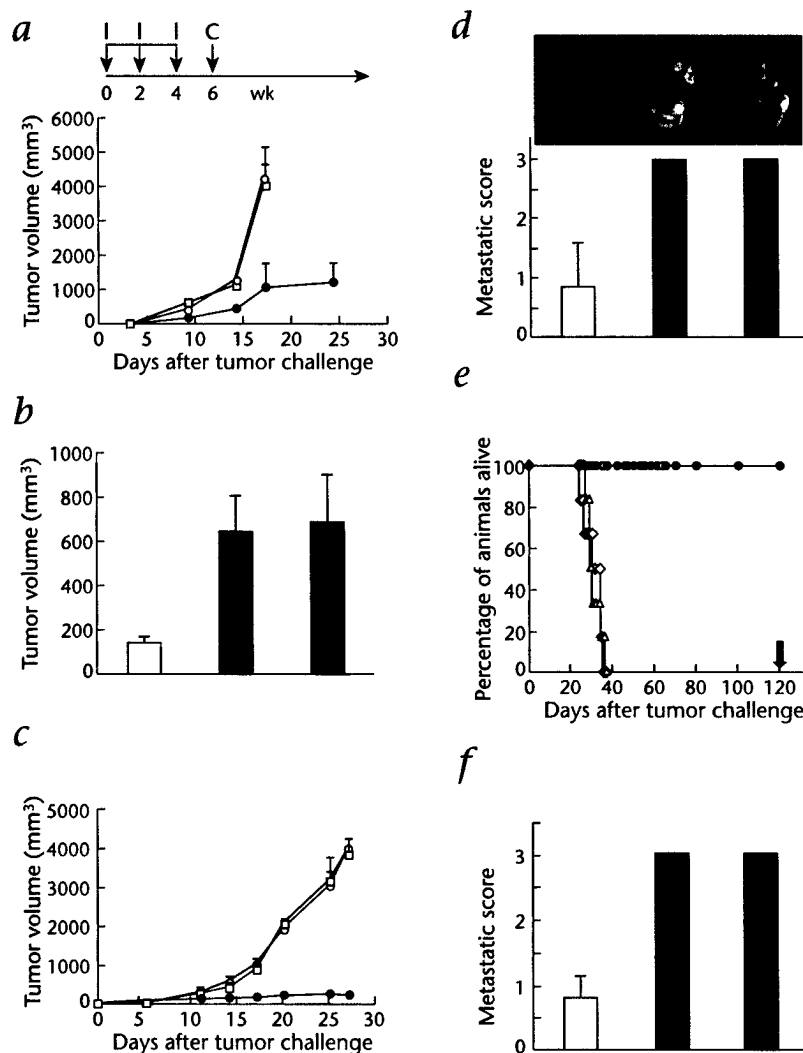 a
I I I C
0 2 4 6 wk
Tumor volume (mm³)
6000
5000
4000
3000
2000
1000
0
0 5 10 15 20 25 30
Days after tumor challenge
b
Tumor volume (mm³)
1000
800
600
400
200
0
c
Tumor volume (mm³)
5000
4000
3000
2000
1000
0
0 5 10 15 20 25 30
Days after tumor challenge
d
Metastatic score
3
2
1
0
e
Percentage of animals alive
100
80
60
40
20
0
0 20 40 60 80 100 120
Days after tumor challenge
f
Metastatic score
3
2
1
0